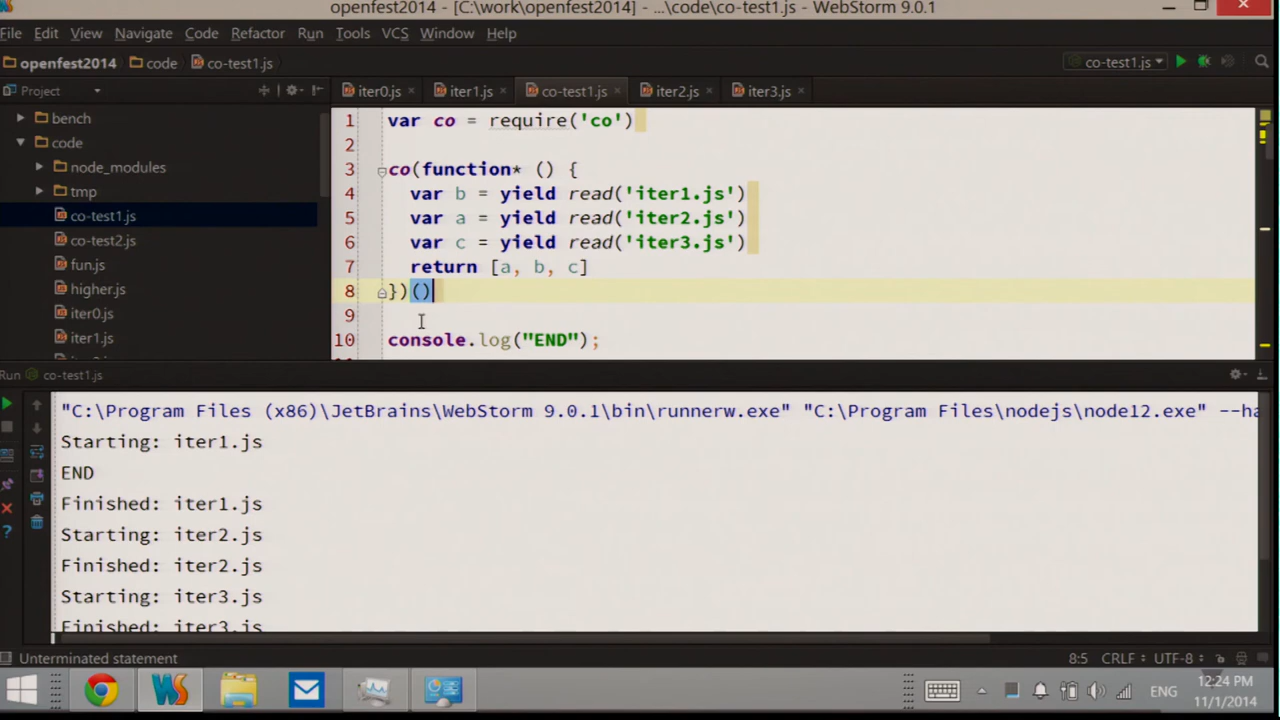 openfest2014 - [C:\work\openfest2014] - ...\code\co-test1.js - WebStorm 9.0.1
File Edit View Navigate Code Refactor Run Tools VCS Window Help
openfest2014 code co-test1.js co-test1.js
Project iter0.js iter1.js co-test1.js iter2.js iter3.js
bench
code
node_modules
tmp
co-test1.js
co-test2.js
fun.js
higher.js
iter0.js
iter1.js
1 var co = require('co')
2
3 co(function* () {
4 var b = yield read('iter1.js')
5 var a = yield read('iter2.js')
6 var c = yield read('iter3.js')
7 return [a, b, c]
8 })()
9
10 console.log("END");
Run co-test1.js
"C:\Program Files (x86)\JetBrains\WebStorm 9.0.1\bin\runnerw.exe" "C:\Program Files\nodejs\node12.exe" --ha
Starting: iter1.js
END
Finished: iter1.js
Starting: iter2.js
Finished: iter2.js
Starting: iter3.js
Finished: iter3.js
Unterminated statement 8:5 CRLF UTF-8
WS ENG 12:24 PM
11/1/2014